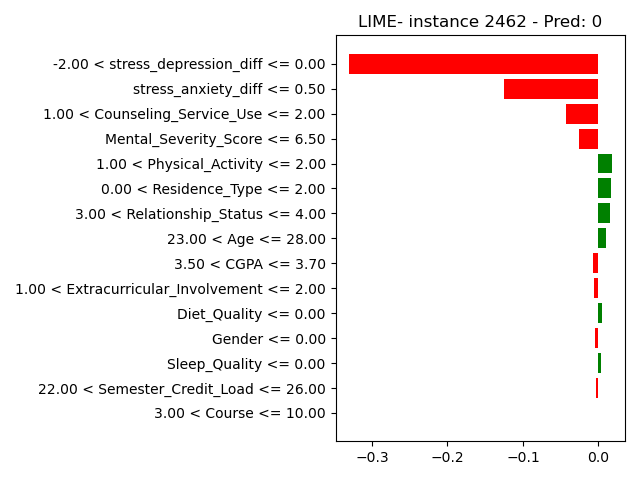 LIME- instance 2462 - Pred: 0
-2.00 < stress_depression_diff <= 0.00
stress_anxiety_diff <= 0.50
1.00 < Counseling_Service_Use <= 2.00
Mental_Severity_Score <= 6.50
1.00 < Physical_Activity <= 2.00
0.00 < Residence_Type <= 2.00
3.00 < Relationship_Status <= 4.00
23.00 < Age <= 28.00
3.50 < CGPA <= 3.70
1.00 < Extracurricular_Involvement <= 2.00
Diet_Quality <= 0.00
Gender <= 0.00
Sleep_Quality <= 0.00
22.00 < Semester_Credit_Load <= 26.00
3.00 < Course <= 10.00
−0.3 −0.2 −0.1 0.0